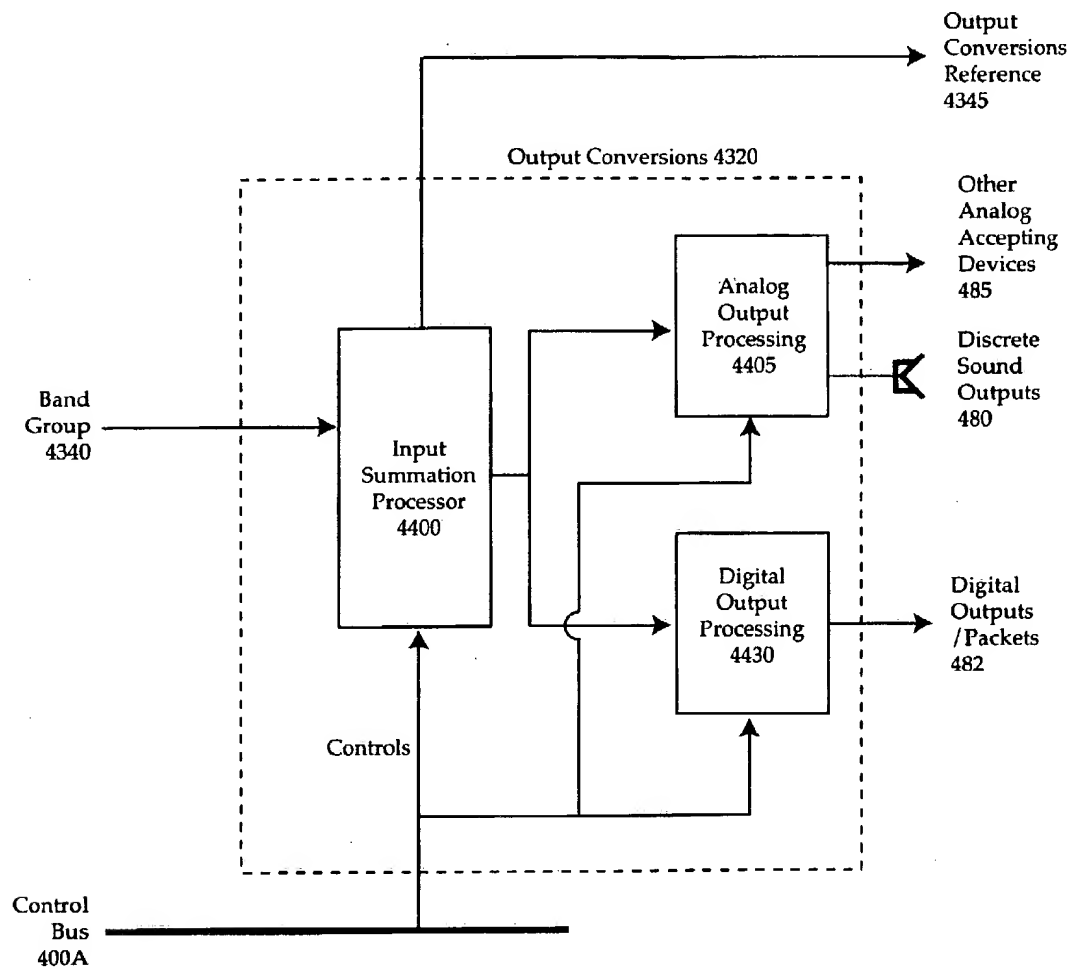 Output
Conversions
Reference
4345
Output Conversions 4320
Other
Analog
Accepting
Devices
485
Analog
Output
Processing
4405
Discrete
Sound
Outputs
480
Band
Group
4340
Input
Summation
Processor
4400
Digital
Output
Processing
4430
Digital
Outputs
/Packets
482
Controls
Control
Bus
400A